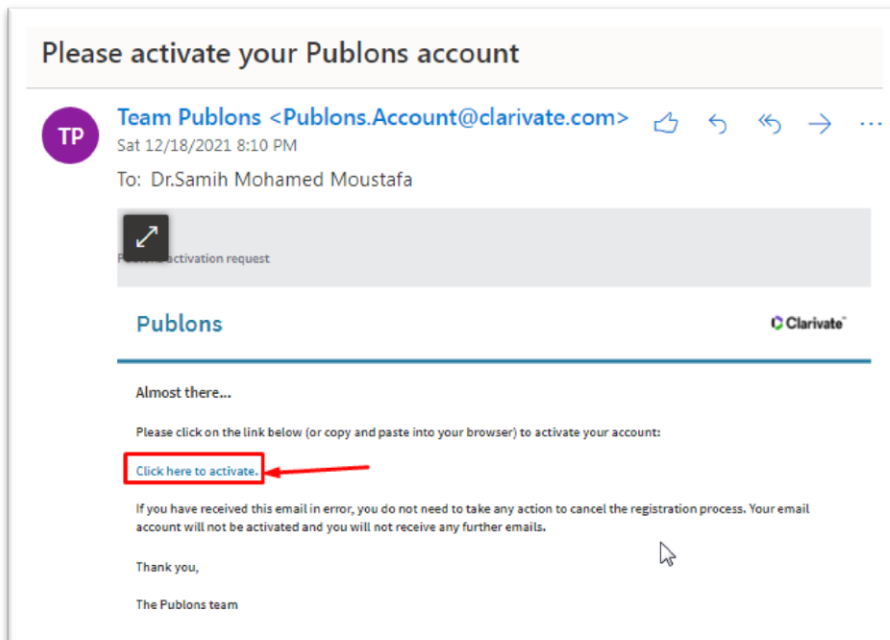 Please activate your Publons account
TP
Team Publons <Publons.Account@clarivate.com>
Sat 12/18/2021 8:10 PM
To: Dr.Samih Mohamed Moustafa
activation request
Publons
Clarivate™
Almost there...
Please click on the link below (or copy and paste into your browser) to activate your account:
Click here to activate.
If you have received this email in error, you do not need to take any action to cancel the registration process. Your email
account will not be activated and you will not receive any further emails.
Thank you,
The Publons team